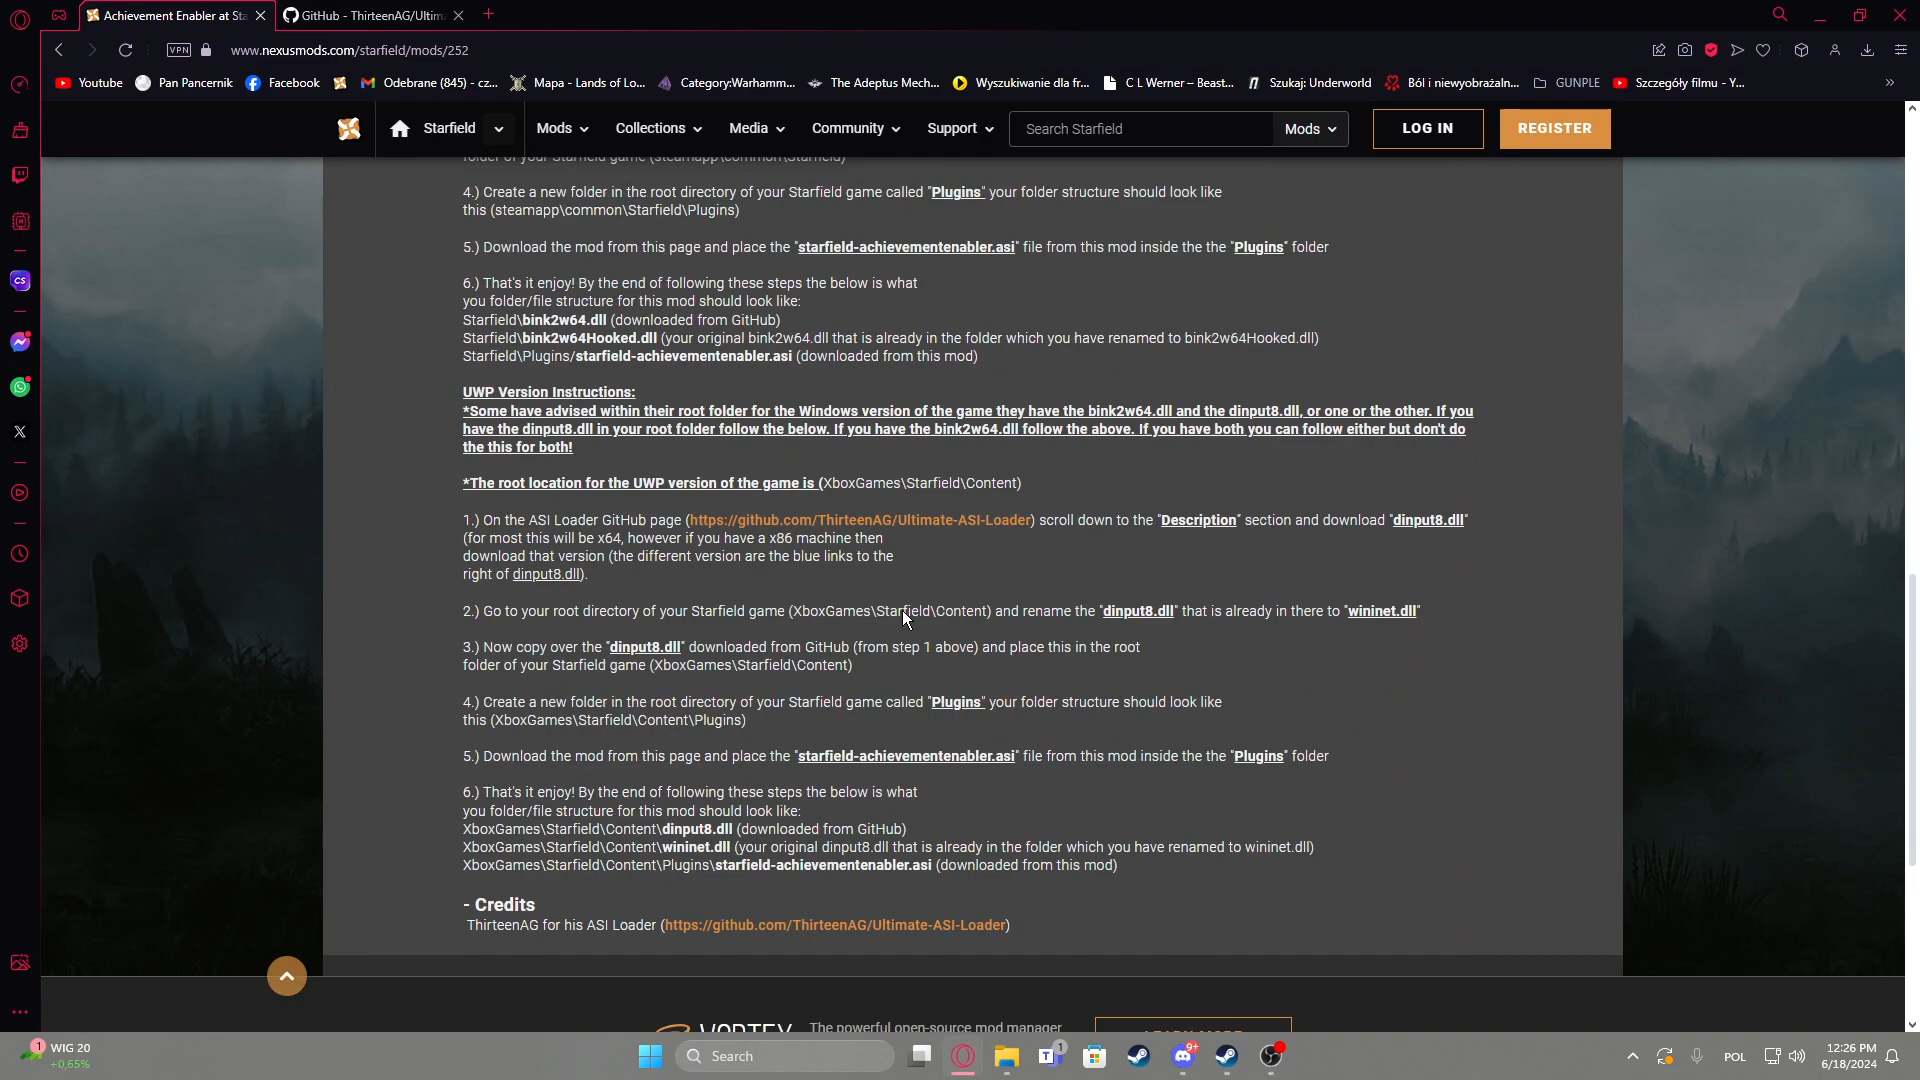 Achievement Enabler at Sta
GitHub - ThirteenAG/Ultim
VPN
www.nexusmods.com/starfield/mods/252
Youtube
Pan Pancernik
Facebook
Odebrane (845) - cz...
Mapa - Lands of Lo...
Category:Warhamm...
The Adeptus Mech...
Wyszukiwanie dla fr...
C L Werner – Beast...
Szukaj: Underworld
Ból i niewyobrażaln...
GUNPLE
Szczegóły filmu - Y...
Starfield
Mods
Collections
Media
Community
Support
Search Starfield
Mods
LOG IN
REGISTER
folder of your Starfield game (steamapp\common\Starfield)
4.) Create a new folder in the root directory of your Starfield game called "Plugins" your folder structure should look like
this (steamapp\common\Starfield\Plugins)
5.) Download the mod from this page and place the "starfield-achievementenabler.asi" file from this mod inside the the "Plugins" folder
6.) That's it enjoy! By the end of following these steps the below is what
you folder/file structure for this mod should look like:
Starfield\bink2w64.dll (downloaded from GitHub)
Starfield\bink2w64Hooked.dll (your original bink2w64.dll that is already in the folder which you have renamed to bink2w64Hooked.dll)
Starfield\Plugins/starfield-achievementenabler.asi (downloaded from this mod)
UWP Version Instructions:
*Some have advised within their root folder for the Windows version of the game they have the bink2w64.dll and the dinput8.dll, or one or the other. If you
have the dinput8.dll in your root folder follow the below. If you have the bink2w64.dll follow the above. If you have both you can follow either but don't do
the this for both!
*The root location for the UWP version of the game is (XboxGames\Starfield\Content)
1.) On the ASI Loader GitHub page (https://github.com/ThirteenAG/Ultimate-ASI-Loader) scroll down to the "Description" section and download "dinput8.dll"
(for most this will be x64, however if you have a x86 machine then
download that version (the different version are the blue links to the
right of dinput8.dll).
2.) Go to your root directory of your Starfield game (XboxGames\Starfield\Content) and rename the "dinput8.dll" that is already in there to "wininet.dll"
3.) Now copy over the "dinput8.dll" downloaded from GitHub (from step 1 above) and place this in the root
folder of your Starfield game (XboxGames\Starfield\Content)
4.) Create a new folder in the root directory of your Starfield game called "Plugins" your folder structure should look like
this (XboxGames\Starfield\Content\Plugins)
5.) Download the mod from this page and place the "starfield-achievementenabler.asi" file from this mod inside the the "Plugins" folder
6.) That's it enjoy! By the end of following these steps the below is what
you folder/file structure for this mod should look like:
XboxGames\Starfield\Content\dinput8.dll (downloaded from GitHub)
XboxGames\Starfield\Content\wininet.dll (your original dinput8.dll that is already in the folder which you have renamed to wininet.dll)
XboxGames\Starfield\Content\Plugins\starfield-achievementenabler.asi (downloaded from this mod)
- Credits
ThirteenAG for his ASI Loader (https://github.com/ThirteenAG/Ultimate-ASI-Loader)
VORTEX
The powerful open-source mod manager
LEARN MORE
CS
1
WIG 20
+0,65%
Search
1
9+
POL
12:26 PM
6/18/2024